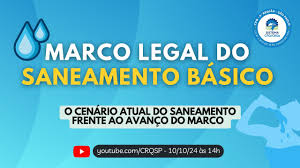 MARCO LEGAL DO
SANEAMENTO BÁSICO
O CENÁRIO ATUAL DO SANEAMENTO
FRENTE AO AVANÇO DO MARCO
youtube.com/CRQSP - 10/10/24 às 14h